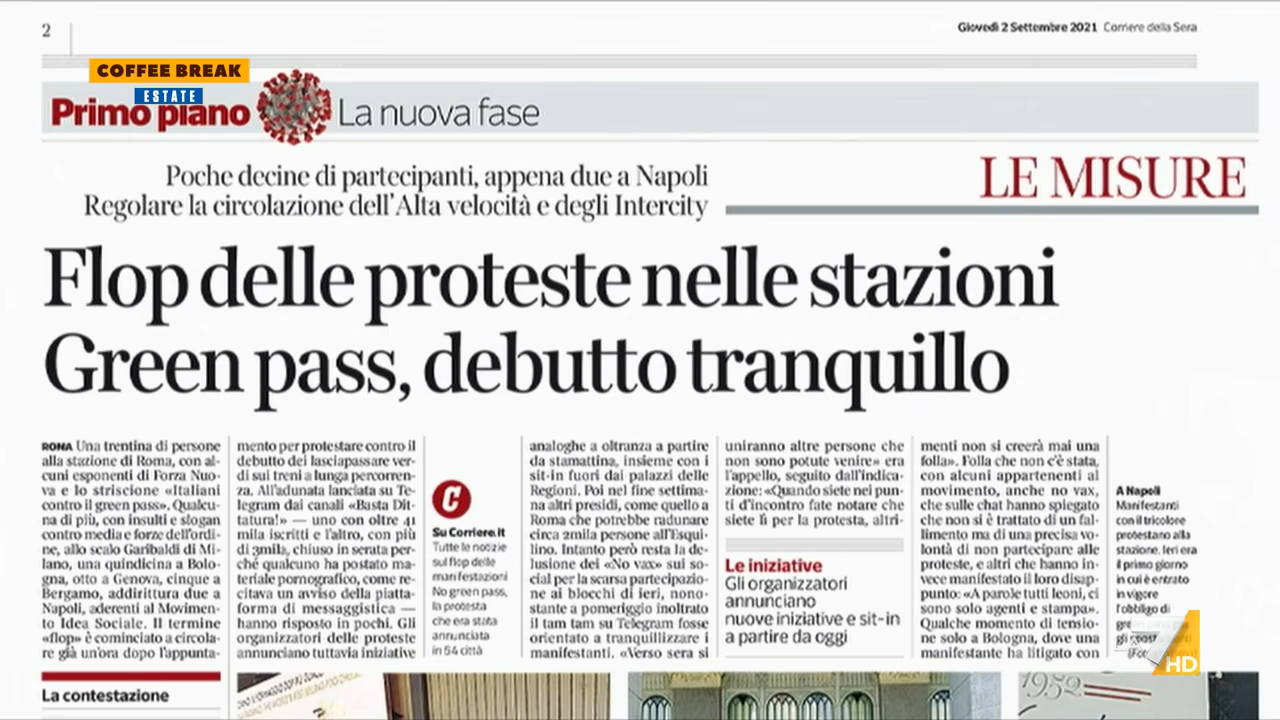 2
Giovedì 2 Settembre 2021 Corriere della Sera
COFFEE BREAK
ESTATE
Primo piano
La nuova fase
Poche decine di partecipanti, appena due a Napoli
Regolare la circolazione dell'Alta velocità e degli Intercity
LE MISURE
Flop delle proteste nelle stazioni
Green pass, debutto tranquillo
ROMA Una trentina di persone
alla stazione di Roma, con al-
cuni esponenti di Forza Nuo-
va e lo striscione «Italiani
contro il green pass». Qualcu-
na di più, con insulti e slogan
contro media e forze dell'ordi-
ne, allo scalo Garibaldi di Mi-
lano, una quindicina a Bolo-
gna, otto a Genova, cinque a
Bergamo, addirittura due a
Napoli, aderenti al Movimen-
to Idea Sociale. Il termine
«flop» è cominciato a circola-
re già un'ora dopo l'appunta-
mento per protestare contro il
debutto dei lasciapassare ver-
di sui treni a lunga percorren-
za. All'adunata lanciata su Te-
legram dai canali «Basta Dit-
tatura!» — uno con oltre 41
mila iscritti e l'altro, con più
di 3mila, chiuso in serata per-
ché qualcuno ha postato ma-
teriale pornografico, come re-
citava un avviso della piatta-
forma di messaggistica —
hanno risposto in pochi. Gli
organizzatori delle proteste
annunciano tuttavia iniziative
C
Su Corriere.it
Tutte le notizie
sul flop delle
manifestazioni
No green pass,
la protesta
che era stata
annunciata
in 54 città
analoghe a oltranza a partire
da stamattina, insieme con i
sit-in fuori dai palazzi delle
Regioni. Poi nel fine settima-
na altri presidi, come quello a
Roma che potrebbe radunare
circa 2mila persone all'Esqui-
lino. Intanto però resta la de-
lusione dei «No vax» sui so-
cial per la scarsa partecipazio-
ne ai blocchi di ieri, nono-
stante a pomeriggio inoltrato
il tam tam su Telegram fosse
orientato a tranquillizzare i
manifestanti. «Verso sera si
uniranno altre persone che
non sono potute venire» era
l'appello, seguito dall'indica-
zione: «Quando siete nei pun-
ti d'incontro fate notare che
siete lì per la protesta, altri-
Le iniziative
Gli organizzatori
annunciano
nuove iniziative e sit-in
a partire da oggi
menti non si creerà mai una
folla». Folla che non c'è stata,
con alcuni appartenenti al
movimento, anche no vax,
che sulle chat hanno spiegato
che non si è trattato di un fal-
limento ma di una precisa vo-
lontà di non partecipare alle
proteste, e altri che hanno in-
vece manifestato il loro disap-
punto: «A parole tutti leoni, ci
sono solo agenti e stampa».
Qualche momento di tensio-
ne solo a Bologna, dove una
manifestante ha litigato con
A Napoli
Manifestanti
con il tricolore
protestano alla
stazione. Ieri era
il primo giorno
in cui è entrato
in vigore
l'obbligo di
HD
La contestazione
1952